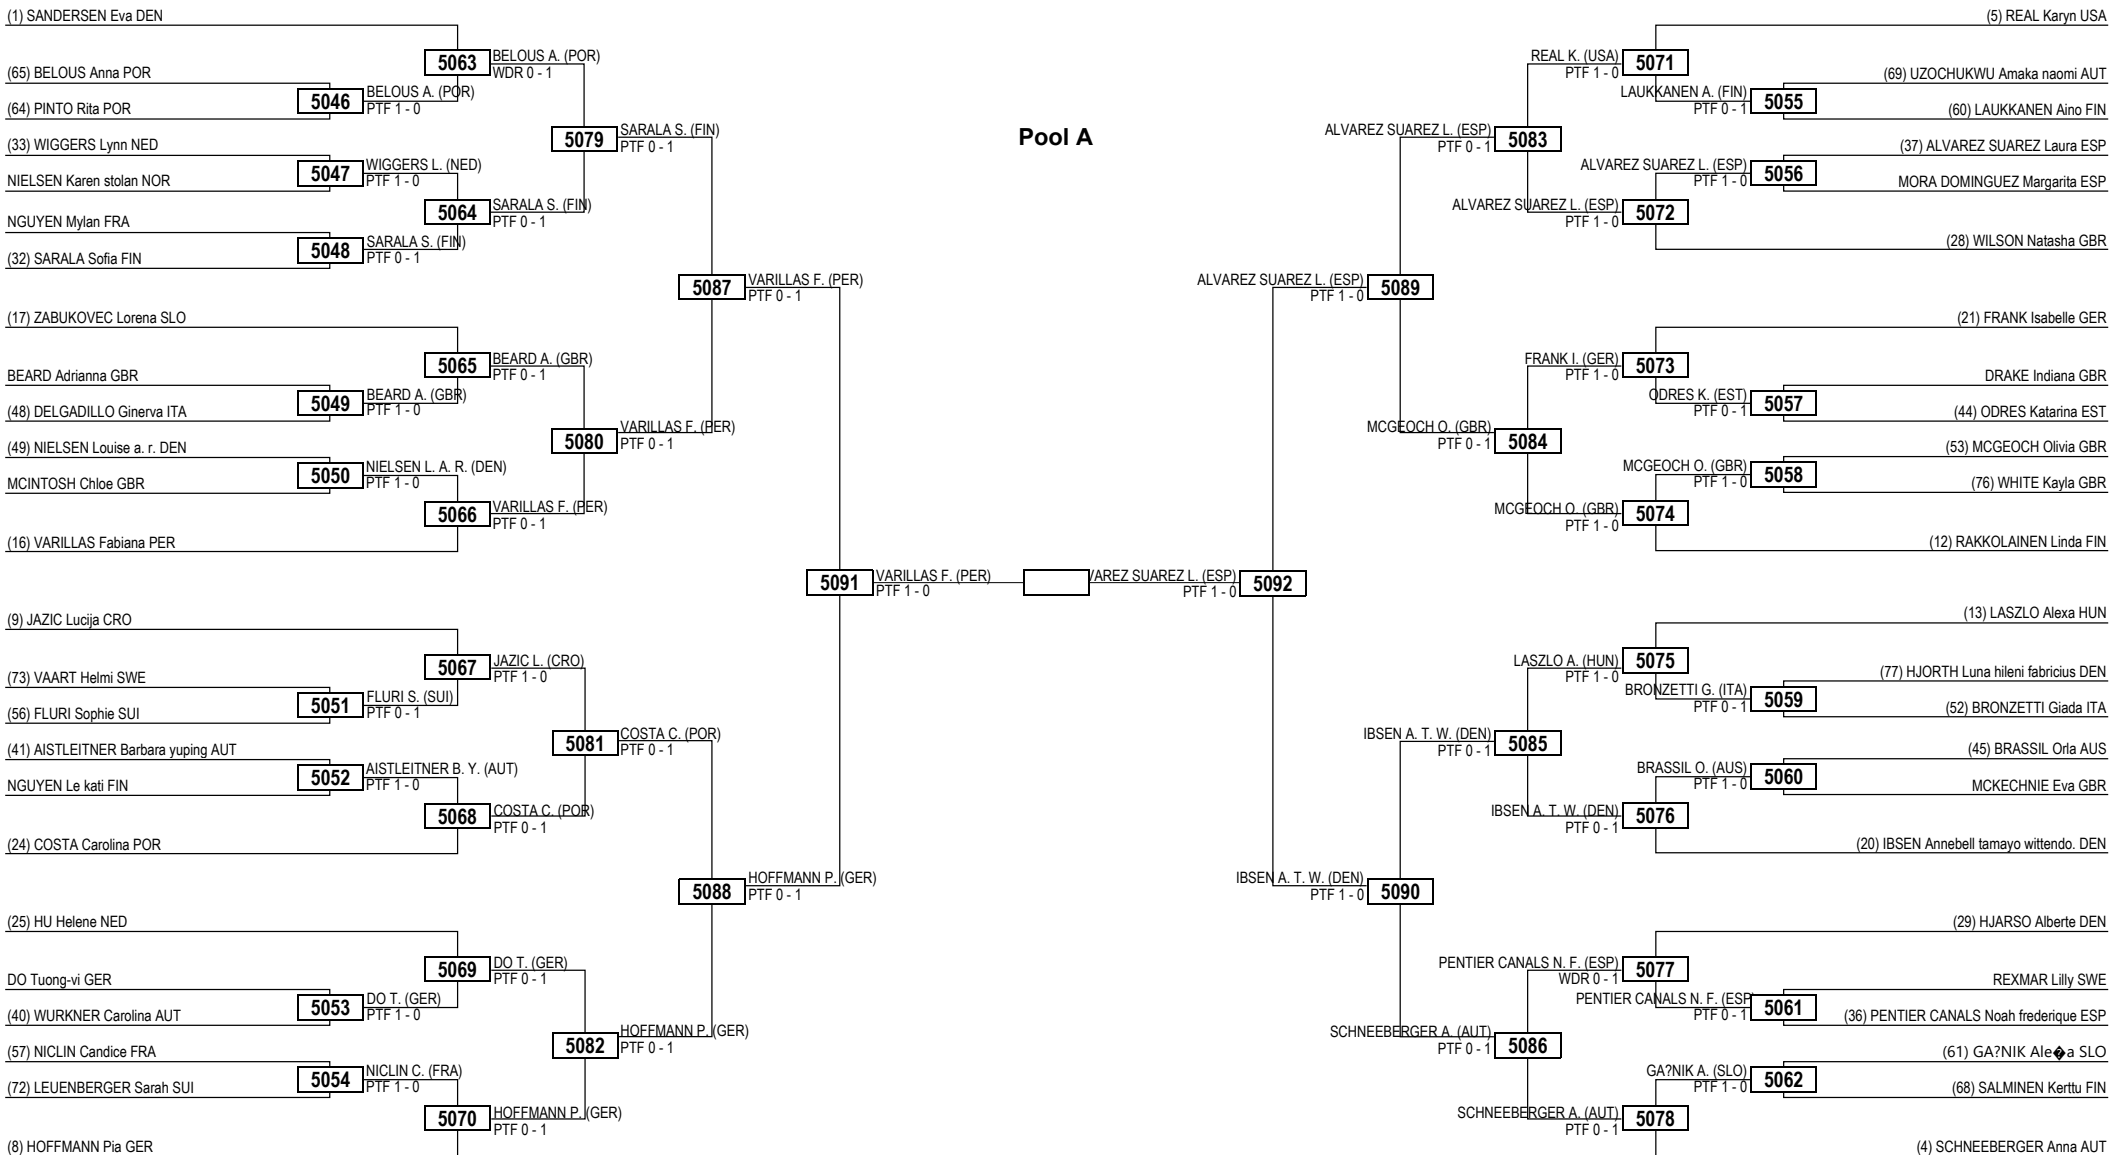 (1) SANDERSEN Eva DEN
(65) BELOUS Anna POR
(64) PINTO Rita POR
(33) WIGGERS Lynn NED
NIELSEN Karen stolan NOR
NGUYEN Mylan FRA
(32) SARALA Sofia FIN
(17) ZABUKOVEC Lorena SLO
BEARD Adrianna GBR
(48) DELGADILLO Ginerva ITA
(49) NIELSEN Louise a. r. DEN
MCINTOSH Chloe GBR
(16) VARILLAS Fabiana PER
(9) JAZIC Lucija CRO
(73) VAART Helmi SWE
(56) FLURI Sophie SUI
(41) AISTLEITNER Barbara yuping AUT
NGUYEN Le kati FIN
(24) COSTA Carolina POR
(25) HU Helene NED
DO Tuong-vi GER
(40) WURKNER Carolina AUT
(57) NICLIN Candice FRA
(72) LEUENBERGER Sarah SUI
(8) HOFFMANN Pia GER
5046
BELOUS A. (POR)
PTF 1 - 0
5047
WIGGERS L. (NED)
PTF 1 - 0
5048
SARALA S. (FIN)
PTF 0 - 1
5049
BEARD A. (GBR)
PTF 1 - 0
5050
NIELSEN L. A. R. (DEN)
PTF 1 - 0
5051
FLURI S. (SUI)
PTF 0 - 1
5052
AISTLEITNER B. Y. (AUT)
PTF 1 - 0
5053
DO T. (GER)
PTF 1 - 0
5054
NICLIN C. (FRA)
PTF 1 - 0
5063
BELOUS A. (POR)
WDR 0 - 1
5064
SARALA S. (FIN)
PTF 0 - 1
5065
BEARD A. (GBR)
PTF 0 - 1
5066
VARILLAS F. (PER)
PTF 0 - 1
5067
JAZIC L. (CRO)
PTF 1 - 0
5068
COSTA C. (POR)
PTF 0 - 1
5069
DO T. (GER)
PTF 0 - 1
5070
HOFFMANN P. (GER)
PTF 0 - 1
5079
SARALA S. (FIN)
PTF 0 - 1
5080
VARILLAS F. (PER)
PTF 0 - 1
5081
COSTA C. (POR)
PTF 0 - 1
5082
HOFFMANN P. (GER)
PTF 0 - 1
5087
VARILLAS F. (PER)
PTF 0 - 1
5088
HOFFMANN P. (GER)
PTF 0 - 1
5091
VARILLAS F. (PER)
PTF 1 - 0
Pool A
VAREZ SUAREZ L. (ESP)
PTF 1 - 0
5092
ALVAREZ SUAREZ L. (ESP)
PTF 1 - 0
5089
IBSEN A. T. W. (DEN)
PTF 1 - 0
5090
ALVAREZ SUAREZ L. (ESP)
PTF 0 - 1
5083
MCGEOCH O. (GBR)
PTF 0 - 1
5084
IBSEN A. T. W. (DEN)
PTF 0 - 1
5085
SCHNEEBERGER A. (AUT)
PTF 0 - 1
5086
REAL K. (USA)
PTF 1 - 0
5071
ALVAREZ SUAREZ L. (ESP)
PTF 1 - 0
5072
FRANK I. (GER)
PTF 1 - 0
5073
MCGEOCH O. (GBR)
PTF 1 - 0
5074
LASZLO A. (HUN)
PTF 1 - 0
5075
IBSEN A. T. W. (DEN)
PTF 0 - 1
5076
PENTIER CANALS N. F. (ESP)
WDR 0 - 1
5077
SCHNEEBERGER A. (AUT)
PTF 0 - 1
5078
LAUKKANEN A. (FIN)
PTF 0 - 1
5055
ALVAREZ SUAREZ L. (ESP)
PTF 1 - 0
5056
ODRES K. (EST)
PTF 0 - 1
5057
MCGEOCH O. (GBR)
PTF 1 - 0
5058
BRONZETTI G. (ITA)
PTF 0 - 1
5059
BRASSIL O. (AUS)
PTF 1 - 0
5060
PENTIER CANALS N. F. (ESP
PTF 0 - 1
5061
GA?NIK A. (SLO)
PTF 1 - 0
5062
(5) REAL Karyn USA
(69) UZOCHUKWU Amaka naomi AUT
(60) LAUKKANEN Aino FIN
(37) ALVAREZ SUAREZ Laura ESP
MORA DOMINGUEZ Margarita ESP
(28) WILSON Natasha GBR
(21) FRANK Isabelle GER
DRAKE Indiana GBR
(44) ODRES Katarina EST
(53) MCGEOCH Olivia GBR
(76) WHITE Kayla GBR
(12) RAKKOLAINEN Linda FIN
(13) LASZLO Alexa HUN
(77) HJORTH Luna hileni fabricius DEN
(52) BRONZETTI Giada ITA
(45) BRASSIL Orla AUS
MCKECHNIE Eva GBR
(20) IBSEN Annebell tamayo wittendo. DEN
(29) HJARSO Alberte DEN
REXMAR Lilly SWE
(36) PENTIER CANALS Noah frederique ESP
(61) GA?NIK Ale�a SLO
(68) SALMINEN Kerttu FIN
(4) SCHNEEBERGER Anna AUT